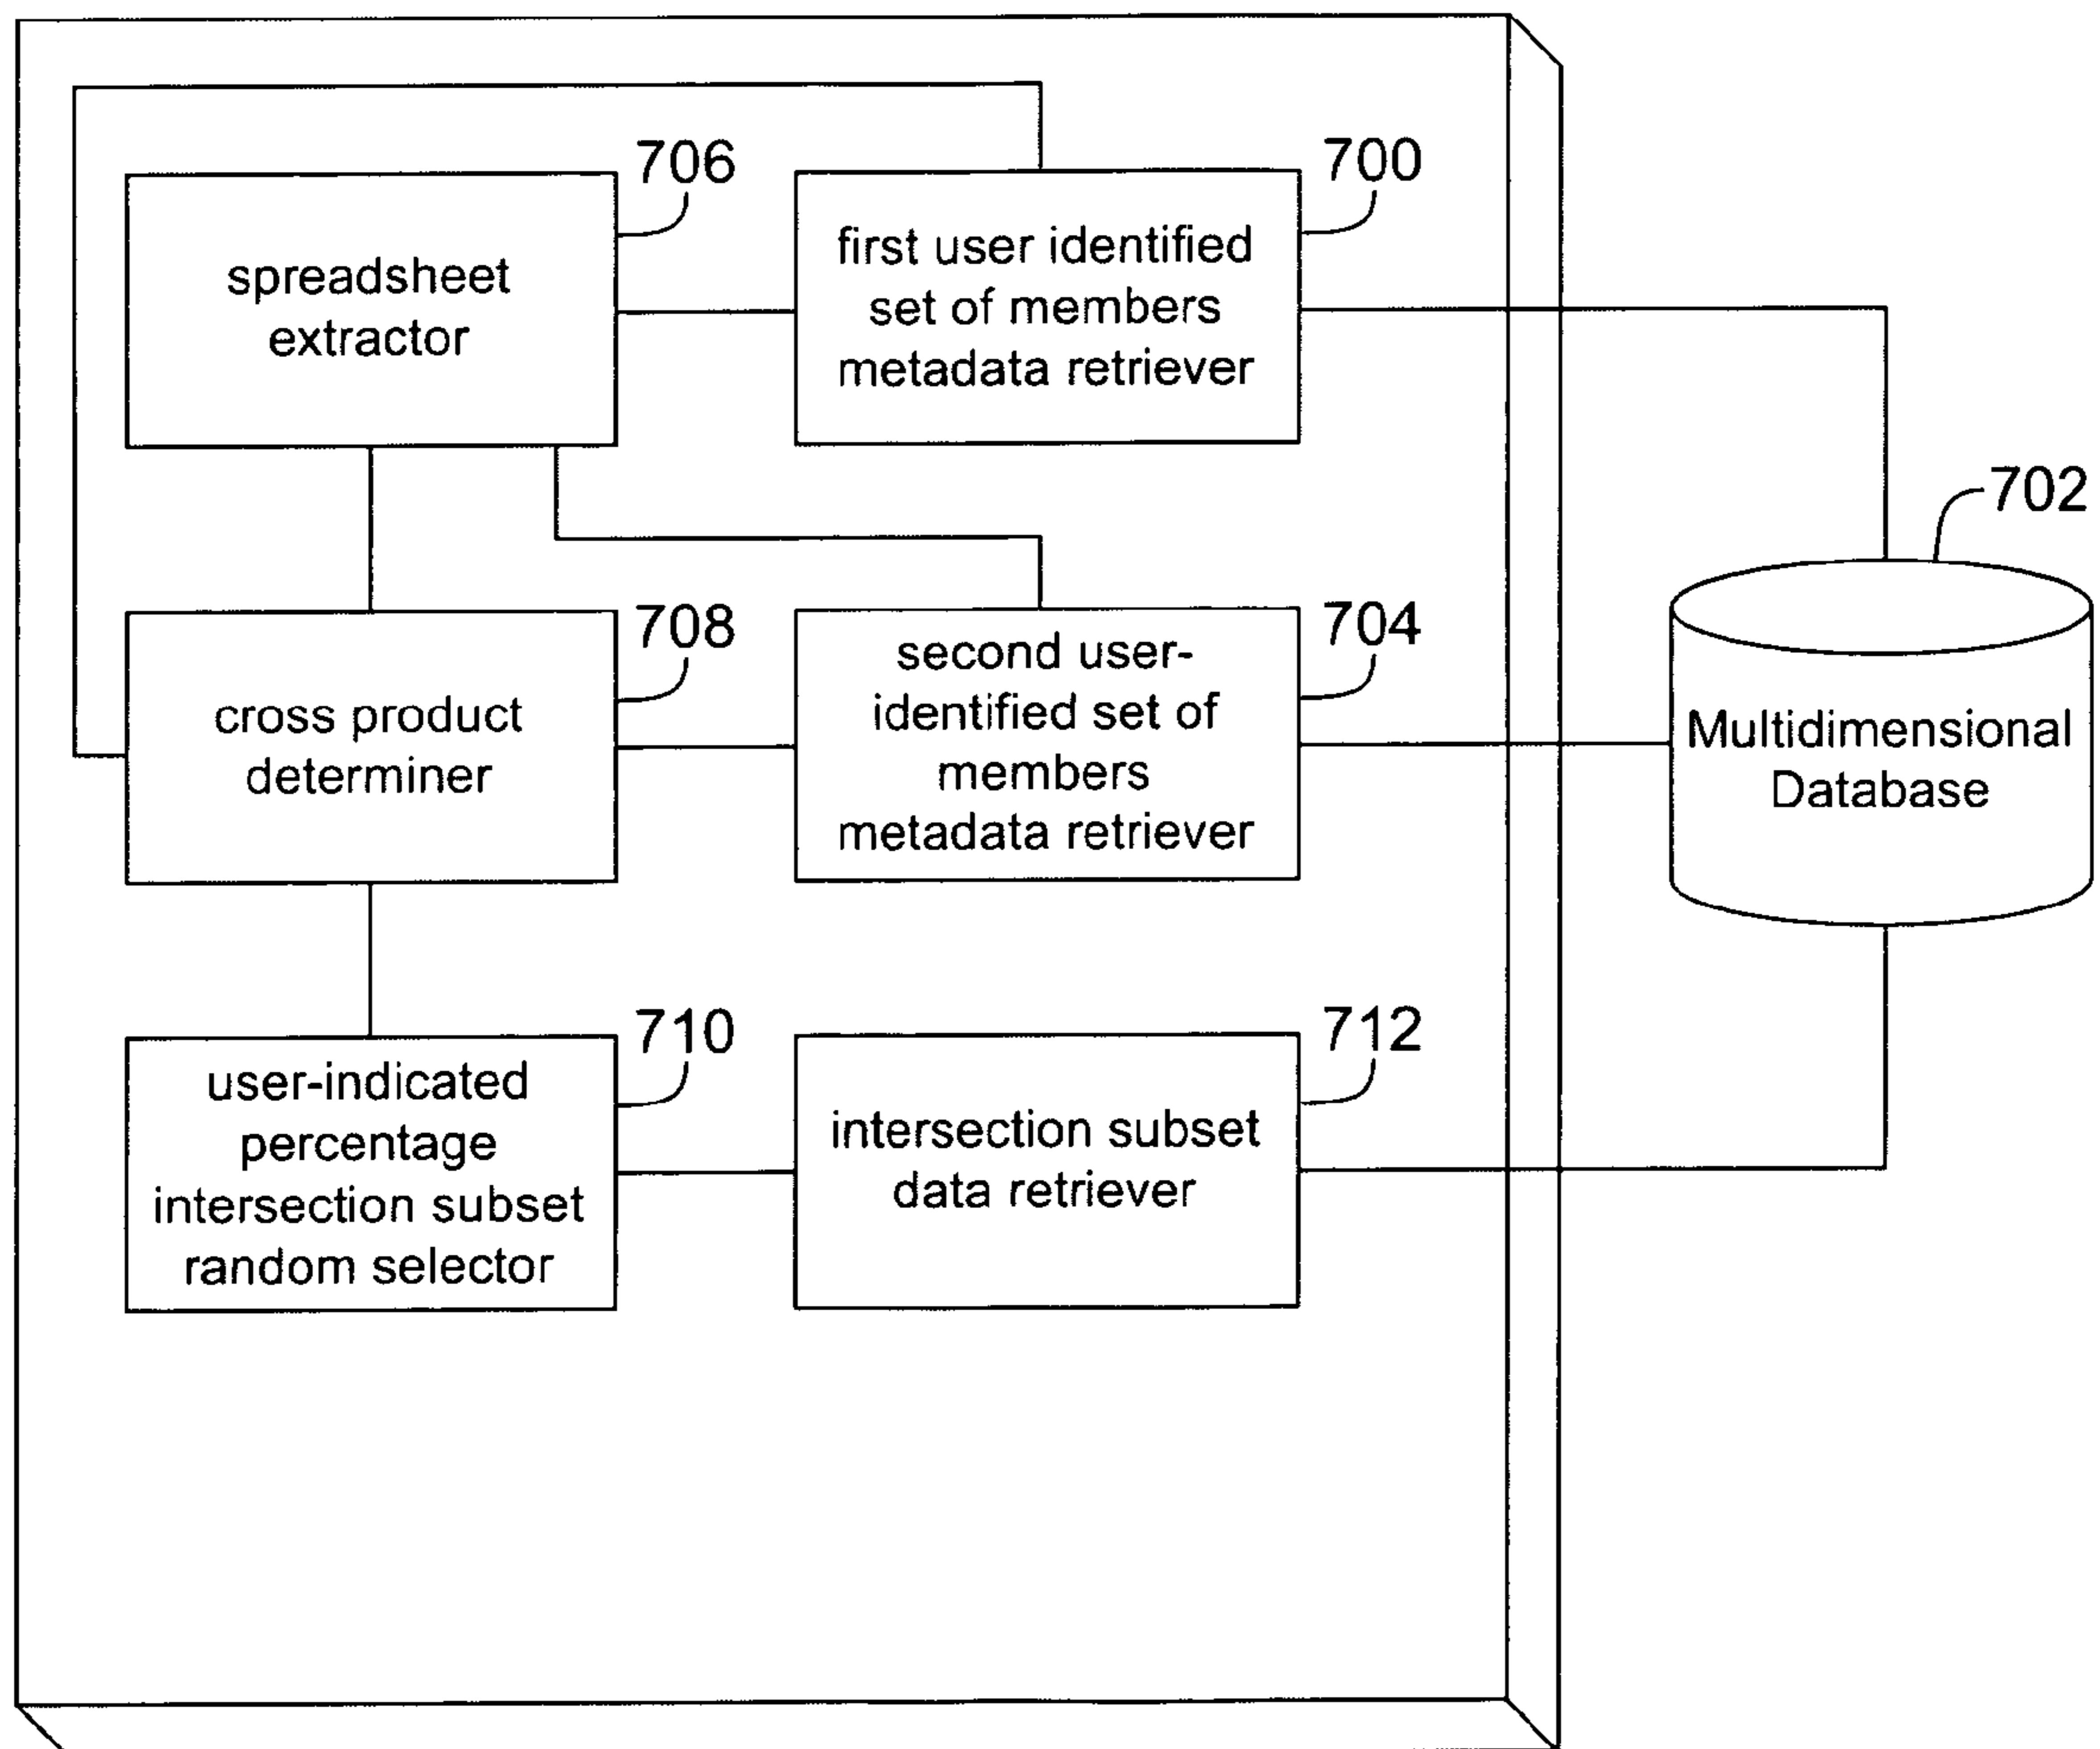 706
700
spreadsheet
extractor
first user identified
set of members
metadata retriever
702
708
704
cross product
determiner
second user-
identified set of
members
metadata retriever
Multidimensional
Database
710
712
user-indicated
percentage
intersection subset
random selector
intersection subset
data retriever